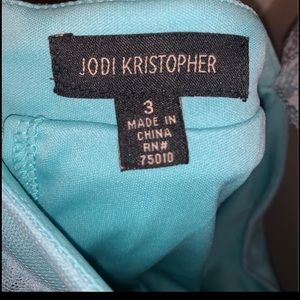 JODI KRISTOPHER
3
MADE IN
CHINA
RN#
75010